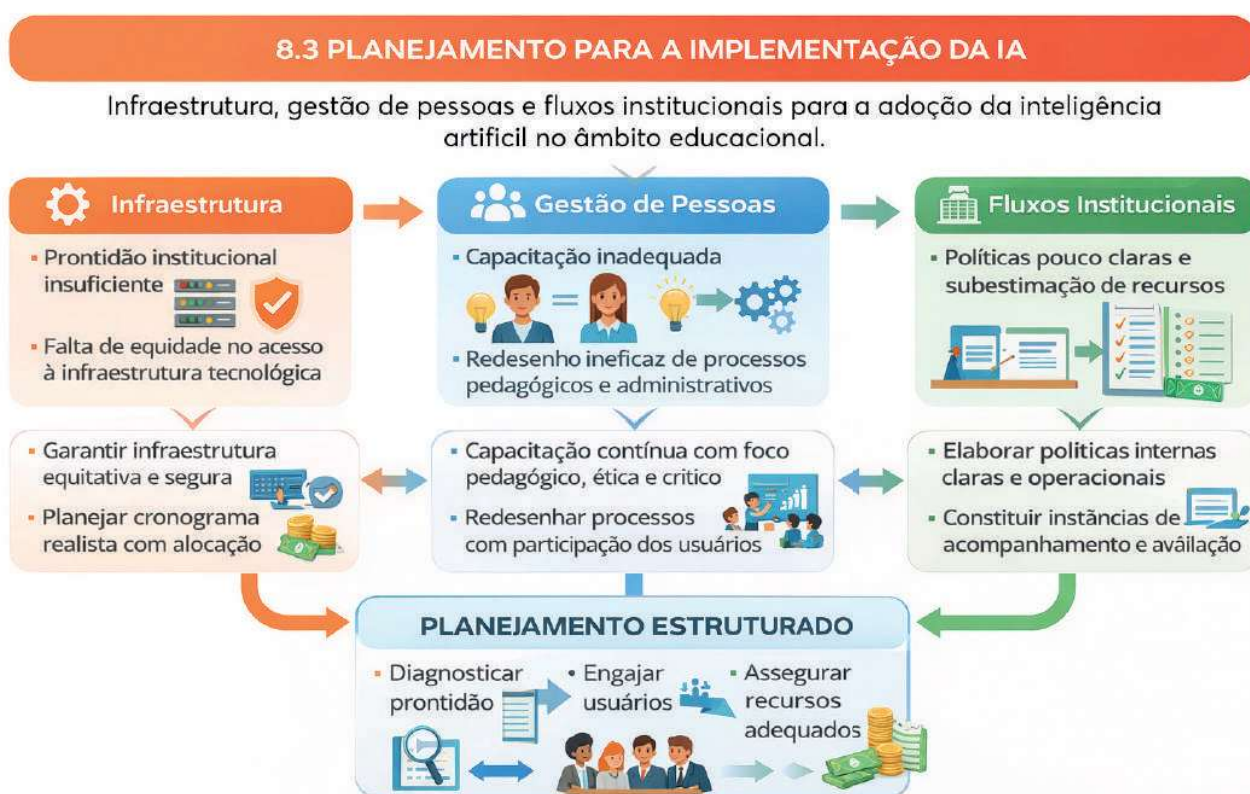 8.3 PLANEJAMENTO PARA A IMPLEMENTAÇÃO DA IA
Infraestrutura, gestão de pessoas e fluxos institucionais para a adoção da inteligência
artificil no âmbito educacional.
Infraestrutura
▪ Prontidão institucional
insuficiente
▪ Falta de equidade no acesso
à infraestrutura tecnológica
▪ Garantir infraestrutura
equitativa e segura
▪ Planejar cronograma
realista com alocação
Gestão de Pessoas
▪ Capacitação inadequada
▪ Redesenho ineficaz de processos
pedagógicos e administrativos
▪ Capacitação contínua com foco
pedagógico, ética e critico
▪ Redesenhar processos
com participação dos usuários
Fluxos Institucionais
▪ Políticas pouco claras e
subestimação de recursos
▪ Elaborar políticas internas
claras e operacionais
▪ Constituir instâncias de
acompanhamento e aváilação
PLANEJAMENTO ESTRUTURADO
▪ Diagnosticar
prontidão
• Engajar
usuários
▪ Assegurar
recursos
adequados